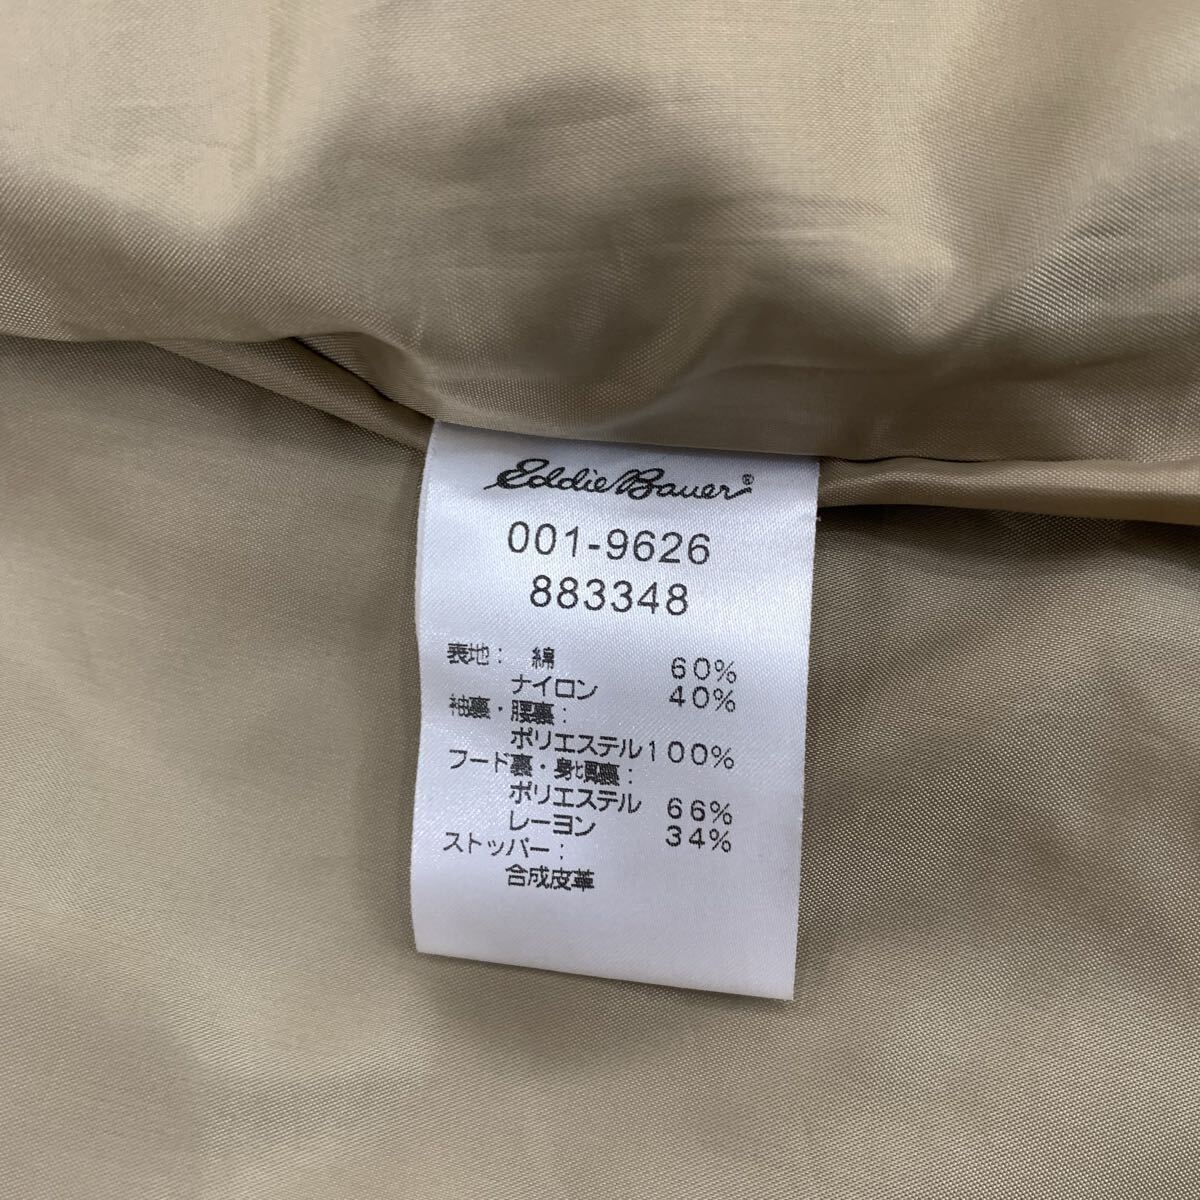 Eddie Bauer®
001-9626
883348
表地： 綿 60%
ナイロン 40%
袖裏・腰裏：
ポリエステル100%
フード裏・身頃裏：
ポリエステル 66%
レーヨン 34%
ストッパー：
合成皮革